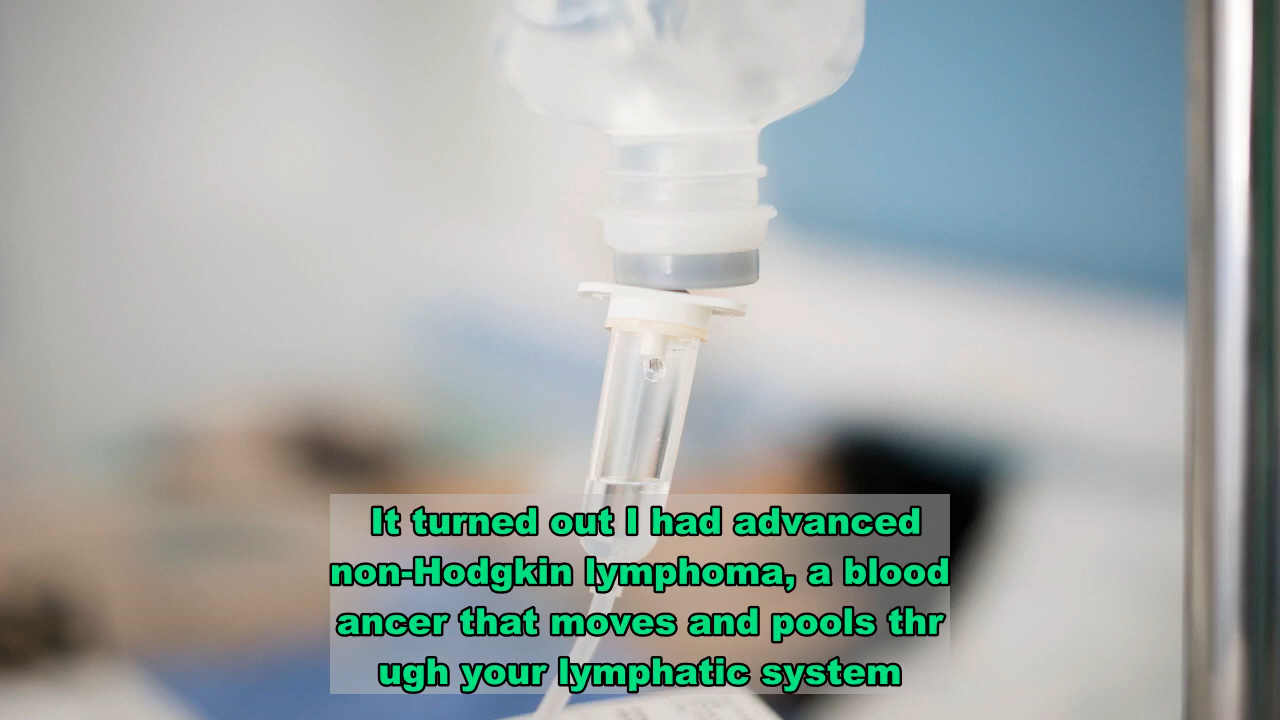 It turned out I had advanced
non-Hodgkin lymphoma, a blood
ancer that moves and pools thr
ugh your lymphatic system